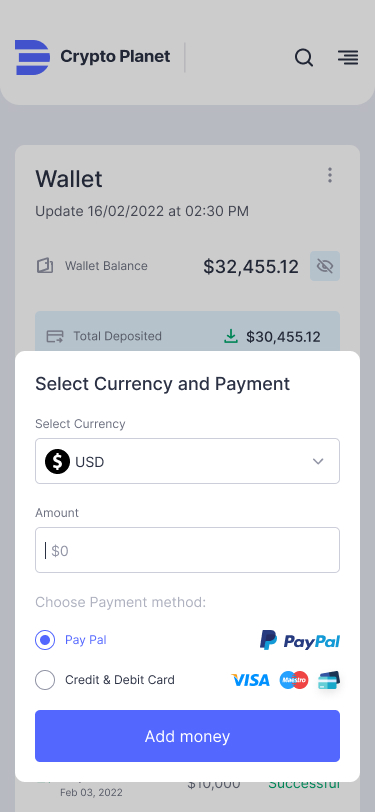 Crypto Planet
Wallet
Update 16/02/2022 at 02:30 PM
Wallet Balance $32,455.12
Total Deposited $30,455.12
Select Currency and Payment
Select Currency
$ USD
Amount
$0
Choose Payment method:
Pay Pal PayPal
Credit & Debit Card VISA Maestro
Add money
$10,000 Successful
Feb 03, 2022